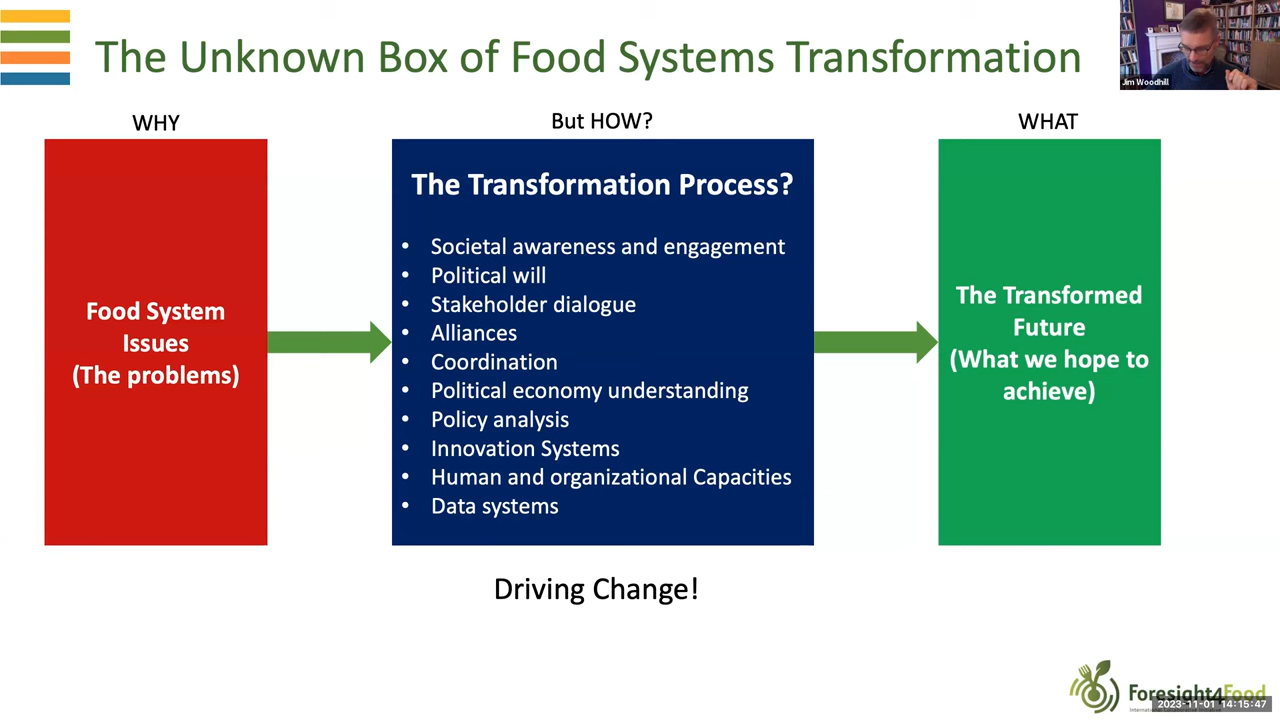 The Unknown Box of Food Systems Transformation
Jim Woodhill
WHY
But HOW?
WHAT
Food System
Issues
(The problems)
The Transformation Process?
• Societal awareness and engagement
• Political will
• Stakeholder dialogue
• Alliances
• Coordination
• Political economy understanding
• Policy analysis
• Innovation Systems
• Human and organizational Capacities
• Data systems
The Transformed
Future
(What we hope to
achieve)
Driving Change!
Foresight4Food
2023-11-01 14:15:47